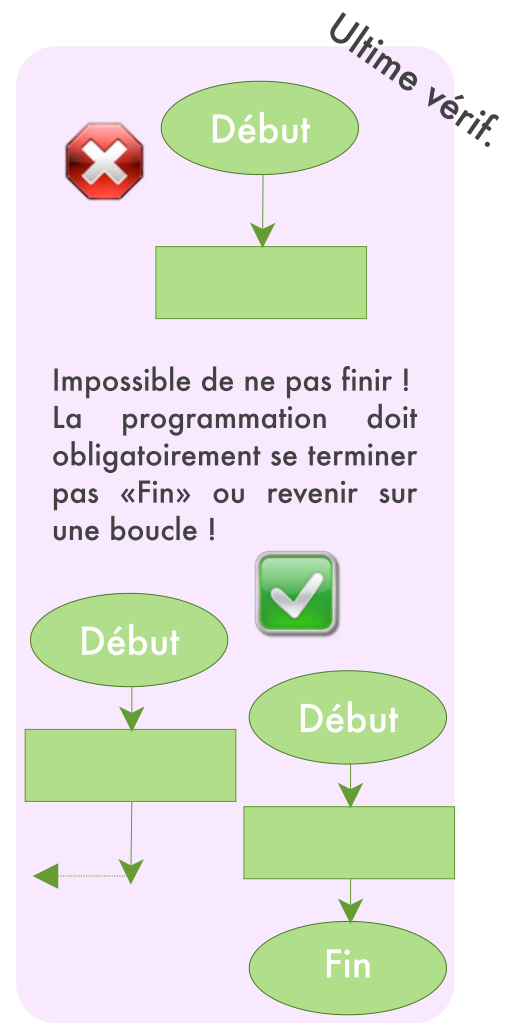 Ultime vérif.
Début
Impossible de ne pas finir !
La programmation doit
obligatoirement se terminer
pas «Fin» ou revenir sur
une boucle !
Début
Début
Fin